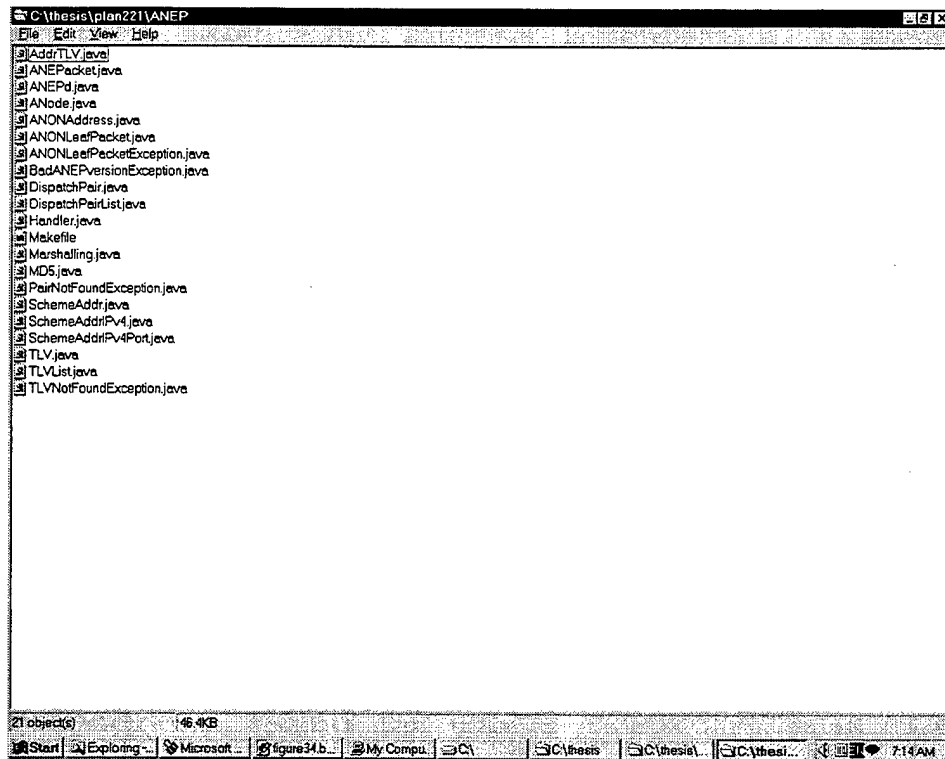 C:\thesis\plan221\ANEP
File Edit View Help
AddrTLV.java
ANEPacket.java
ANEPd.java
ANode.java
ANONAddress.java
ANONLeafPacket.java
ANONLeafPacketException.java
BadANEPversionException.java
DispatchPair.java
DispatchPairList.java
Handler.java
Makefile
Marshalling.java
MD5.java
PairNotFoundException.java
SchemeAddr.java
SchemeAddrIPv4.java
SchemeAddrIPv4Port.java
TLV.java
TLVList.java
TLVNotFoundException.java
21 object(s) 46.4KB
Start Exploring -... Microsoft ... figure34.b... My Compu... C:\ C:\thesis C:\thesis\... C:\thesi... 7:14 AM